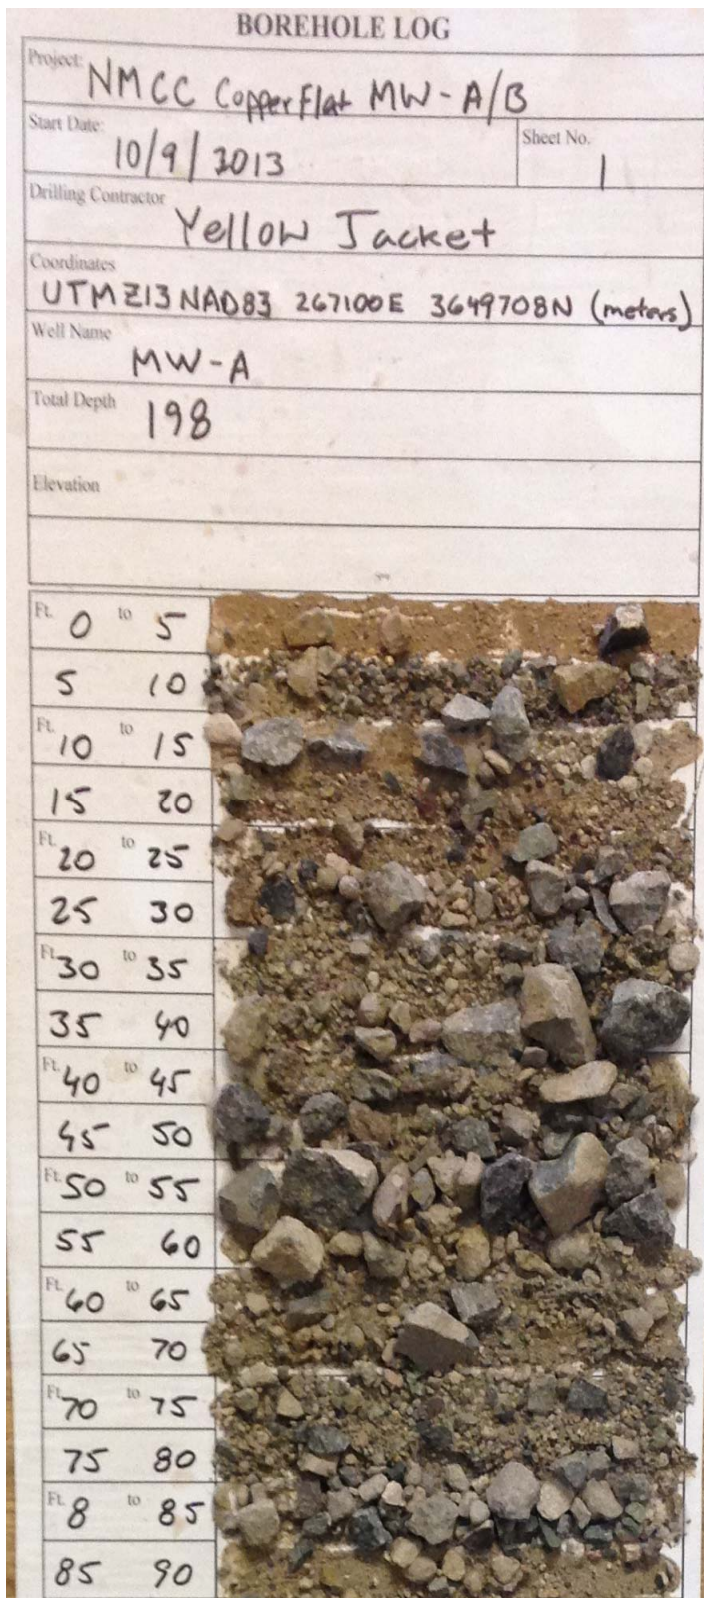 BOREHOLE LOG
Project: NMCC Copper Flat MW-A/B
Start Date: 10/9/2013
Sheet No. 1
Drilling Contractor Yellow Jacket
Coordinates
UTM Z13 NAD83 267100E 3649708N (meters)
Well Name MW-A
Total Depth 198
Elevation
Ft. 0 to 5
5 10
Ft. 10 to 15
15 20
Ft. 20 to 25
25 30
Ft. 30 to 35
35 40
Ft. 40 to 45
45 50
Ft. 50 to 55
55 60
Ft. 60 to 65
65 70
Ft. 70 to 75
75 80
Ft. 8 to 85
85 90